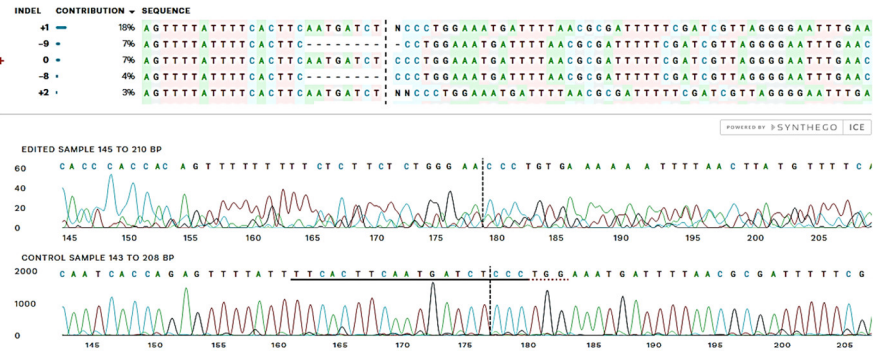 INDEL CONTRIBUTION SEQUENCE
+1 18% AGTTTTATTTTCACTTCAATGATCT NCCCTGGAAATGATTTTAACGCGATTTTTCGATCGTTAGGGGAATTTGAA
-9 7% AGTTTTATTTTCACTTC-------- -CCTGGAAATGATTTTAACGCGATTTTTCGATCGTTAGGGGAATTTGAAC
0 7% AGTTTTATTTTCACTTCAATGATCT CCCTGGAAATGATTTTAACGCGATTTTTCGATCGTTAGGGGAATTTGAAC
-8 4% AGTTTTATTTTCACTTC-------- CCCTGGAAATGATTTTAACGCGATTTTTCGATCGTTAGGGGAATTTGAAC
+2 3% AGTTTTATTTTCACTTCAATGATCT NNCCCTGGAAATGATTTTAACGCGATTTTTCGATCGTTAGGGGAATTTGA
POWERED BY SYNTHEGO ICE
EDITED SAMPLE 145 TO 210 BP
CACCCACCACAGTTTTTTTTTCTCTTCTCTGGGAACCCTGTGAAAAAAATTTTAACTTATGTTTTCA
60
40
20
0
145 150 155 160 165 170 175 180 185 190 195 200 205
CONTROL SAMPLE 143 TO 208 BP
CAATCACCAGAGTTTTATTTTCACTTCAATGATCTCCCTGGAAATGATTTTAACGCGATTTTTCG
2000
1000
0
145 150 155 160 165 170 175 180 185 190 195 200 205